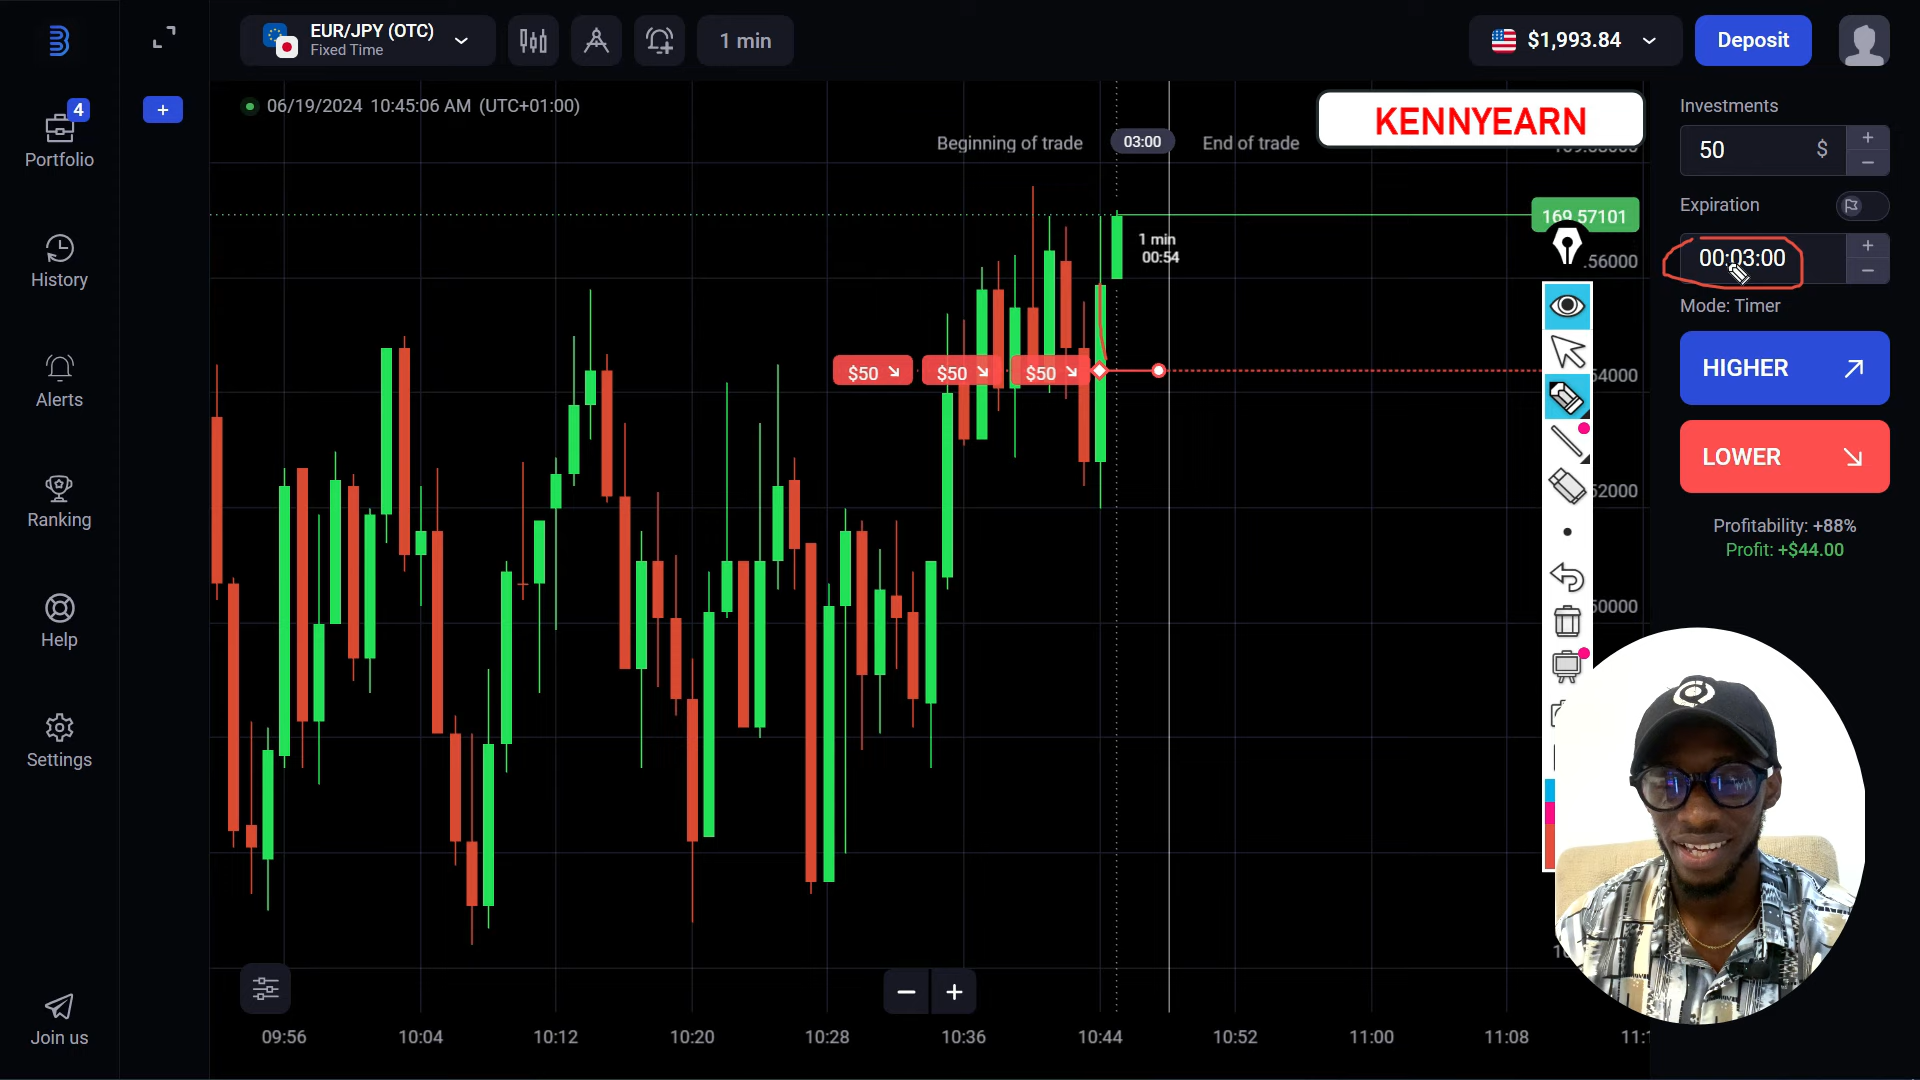 EUR/JPY (OTC)
Fixed Time
1 min
$1,993.84
Deposit
4
Portfolio
History
Alerts
Ranking
Help
Settings
Join us
+
06/19/2024 10:45:06 AM (UTC+01:00)
Beginning of trade
03:00
End of trade
KENNYEARN
169.57101
1 min
00:54
.56000
$50
$50
$50
54000
52000
50000
Investments
50 $
Expiration
00:03:00
Mode: Timer
HIGHER
LOWER
Profitability: +88%
Profit: +$44.00
09:56
10:04
10:12
10:20
10:28
10:36
10:44
10:52
11:00
11:08